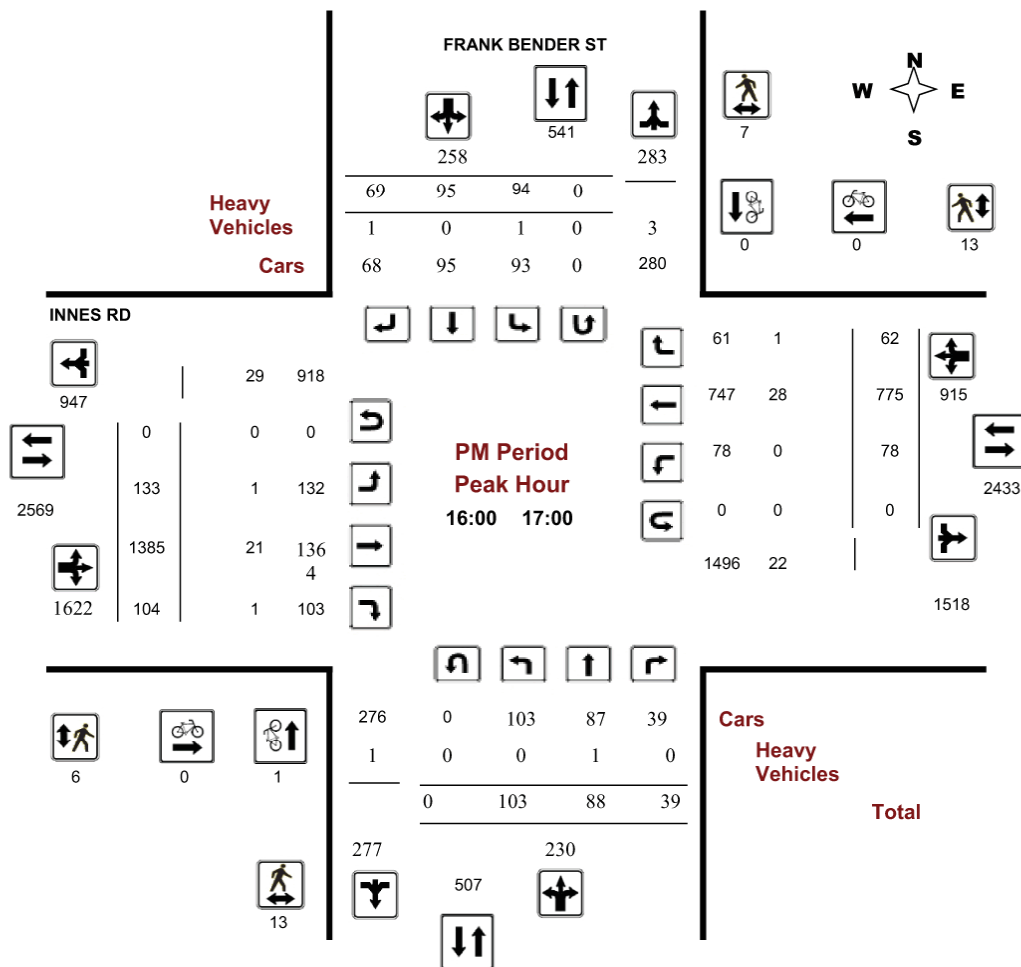 FRANK BENDER ST
N
W E
S
541
7
258 283
69 95 94 0
Heavy
Vehicles
1 0 1 0 3
0 0 13
Cars 68 95 93 0 280
INNES RD
61 1 62
29 918
947
747 28 775 915
0 0 0
PM Period
78 0 78
Peak Hour
133 1 132
2569
2433
16:00 17:00
0 0 0
1385 21 136
4
1496 22
1622 104 1 103
1518
276 0 103 87 39 Cars
1 0 0 1 0 Heavy
Vehicles
6 0 1
0 103 88 39 Total
277 230
507
13